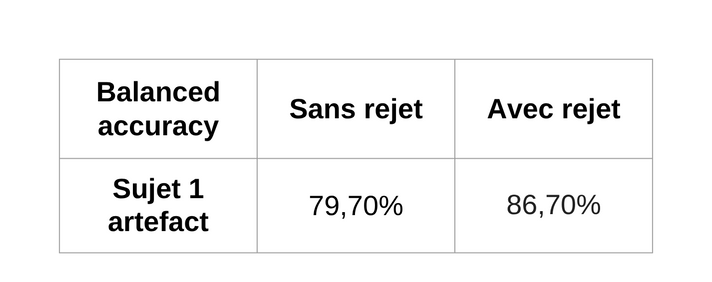 Balanced
accuracy
Sans rejet
Avec rejet
Sujet 1
artefact
79,70%
86,70%